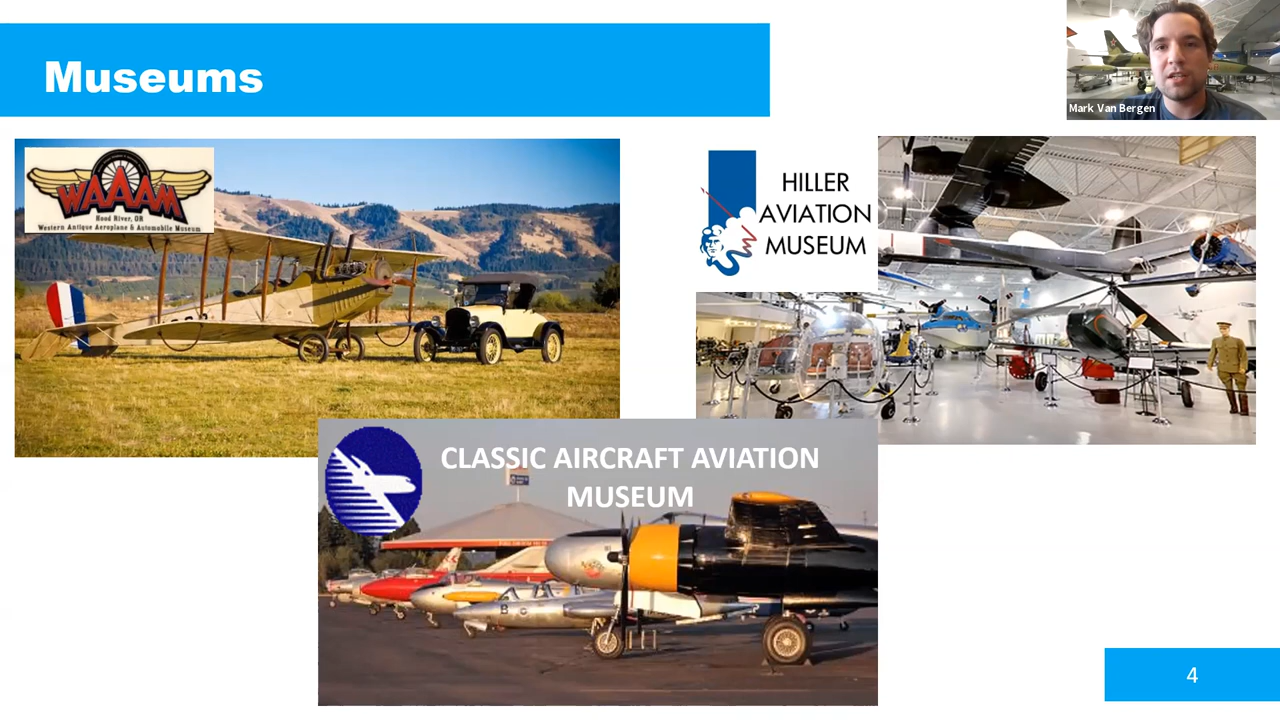 Museums
Mark Van Bergen
WAAAM
Hood River, OR
Western Antique Aeroplane & Automobile Museum
HILLER
AVIATION
MUSEUM
CLASSIC AIRCRAFT AVIATION
MUSEUM
B
4